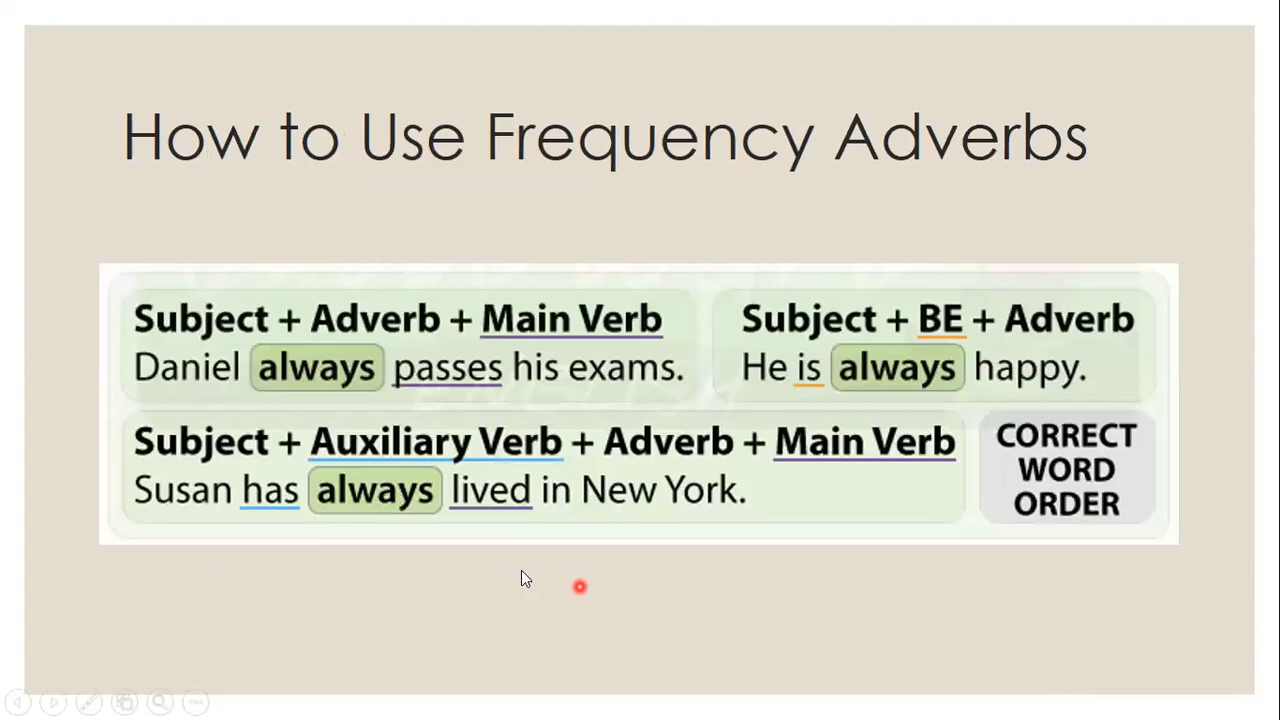 How to Use Frequency Adverbs
Subject + Adverb + Main Verb
Daniel always passes his exams.
Subject + BE + Adverb
He is always happy.
Subject + Auxiliary Verb + Adverb + Main Verb
Susan has always lived in New York.
CORRECT
WORD
ORDER